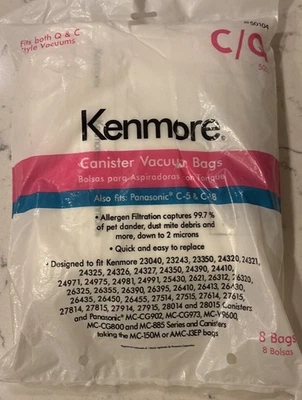 Fits both Q & C
Style Vacuums
50104
C/Q
Kenmore
Canister Vacuum Bags
Bolsas para Aspiradoras con Tanque
Also Fits: Panasonic® C-5 & C-18
• Allergen Filtration captures 99.7%
of pet dander, dust mite debris and
more, down to 2 microns
• Quick and easy to replace
• Designed to fit Kenmore 23040, 23243, 23350, 24320, 24321,
24325, 24326, 24327, 24350, 24390, 24410,
24971, 24975, 24981, 24991, 25430, 2621, 26312, 26320
26325, 26355, 26390, 26395, 26410, 26413, 26430,
26435, 26450, 26455, 27514, 27515, 27614, 27615,
27814, 27815, 27914, 27915, 28014 & 28015 Canisters
and Panasonic® MC-CG902, MC-CG973, MC-V9600,
MC-CG800 and MC-885 Series and Canisters
taking the MC-150M or AMC-J3EP bags
8 Bags
8 Bolsas